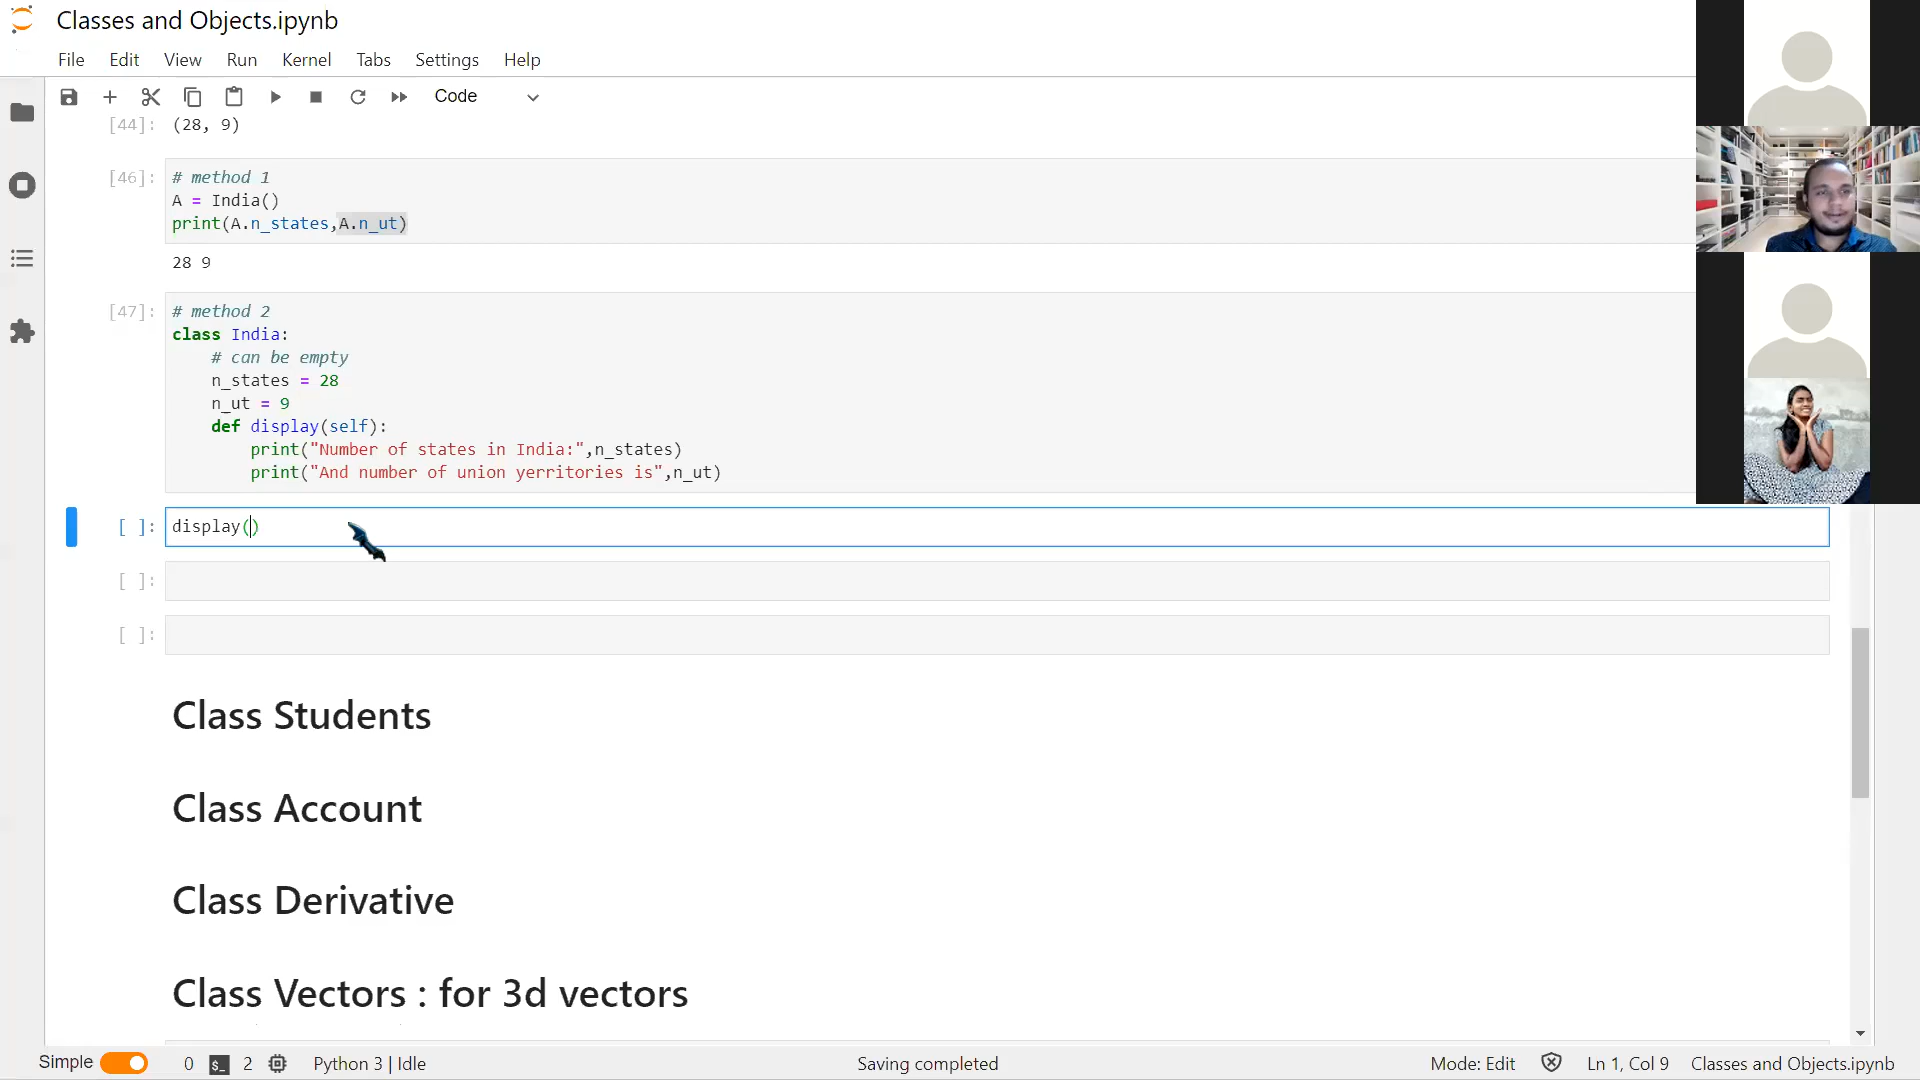 Classes and Objects.ipynb
File Edit View Run Kernel Tabs Settings Help
Code
[44]: (28, 9)
[46]: # method 1
A = India()
print(A.n_states,A.n_ut)
28 9
[47]: # method 2
class India:
# can be empty
n_states = 28
n_ut = 9
def display(self):
print("Number of states in India:",n_states)
print("And number of union yerritories is",n_ut)
[ ]: display()
[ ]:
[ ]:
Class Students
Class Account
Class Derivative
Class Vectors : for 3d vectors
Simple 0 $_ 2 Python 3 | Idle Saving completed Mode: Edit Ln 1, Col 9 Classes and Objects.ipynb